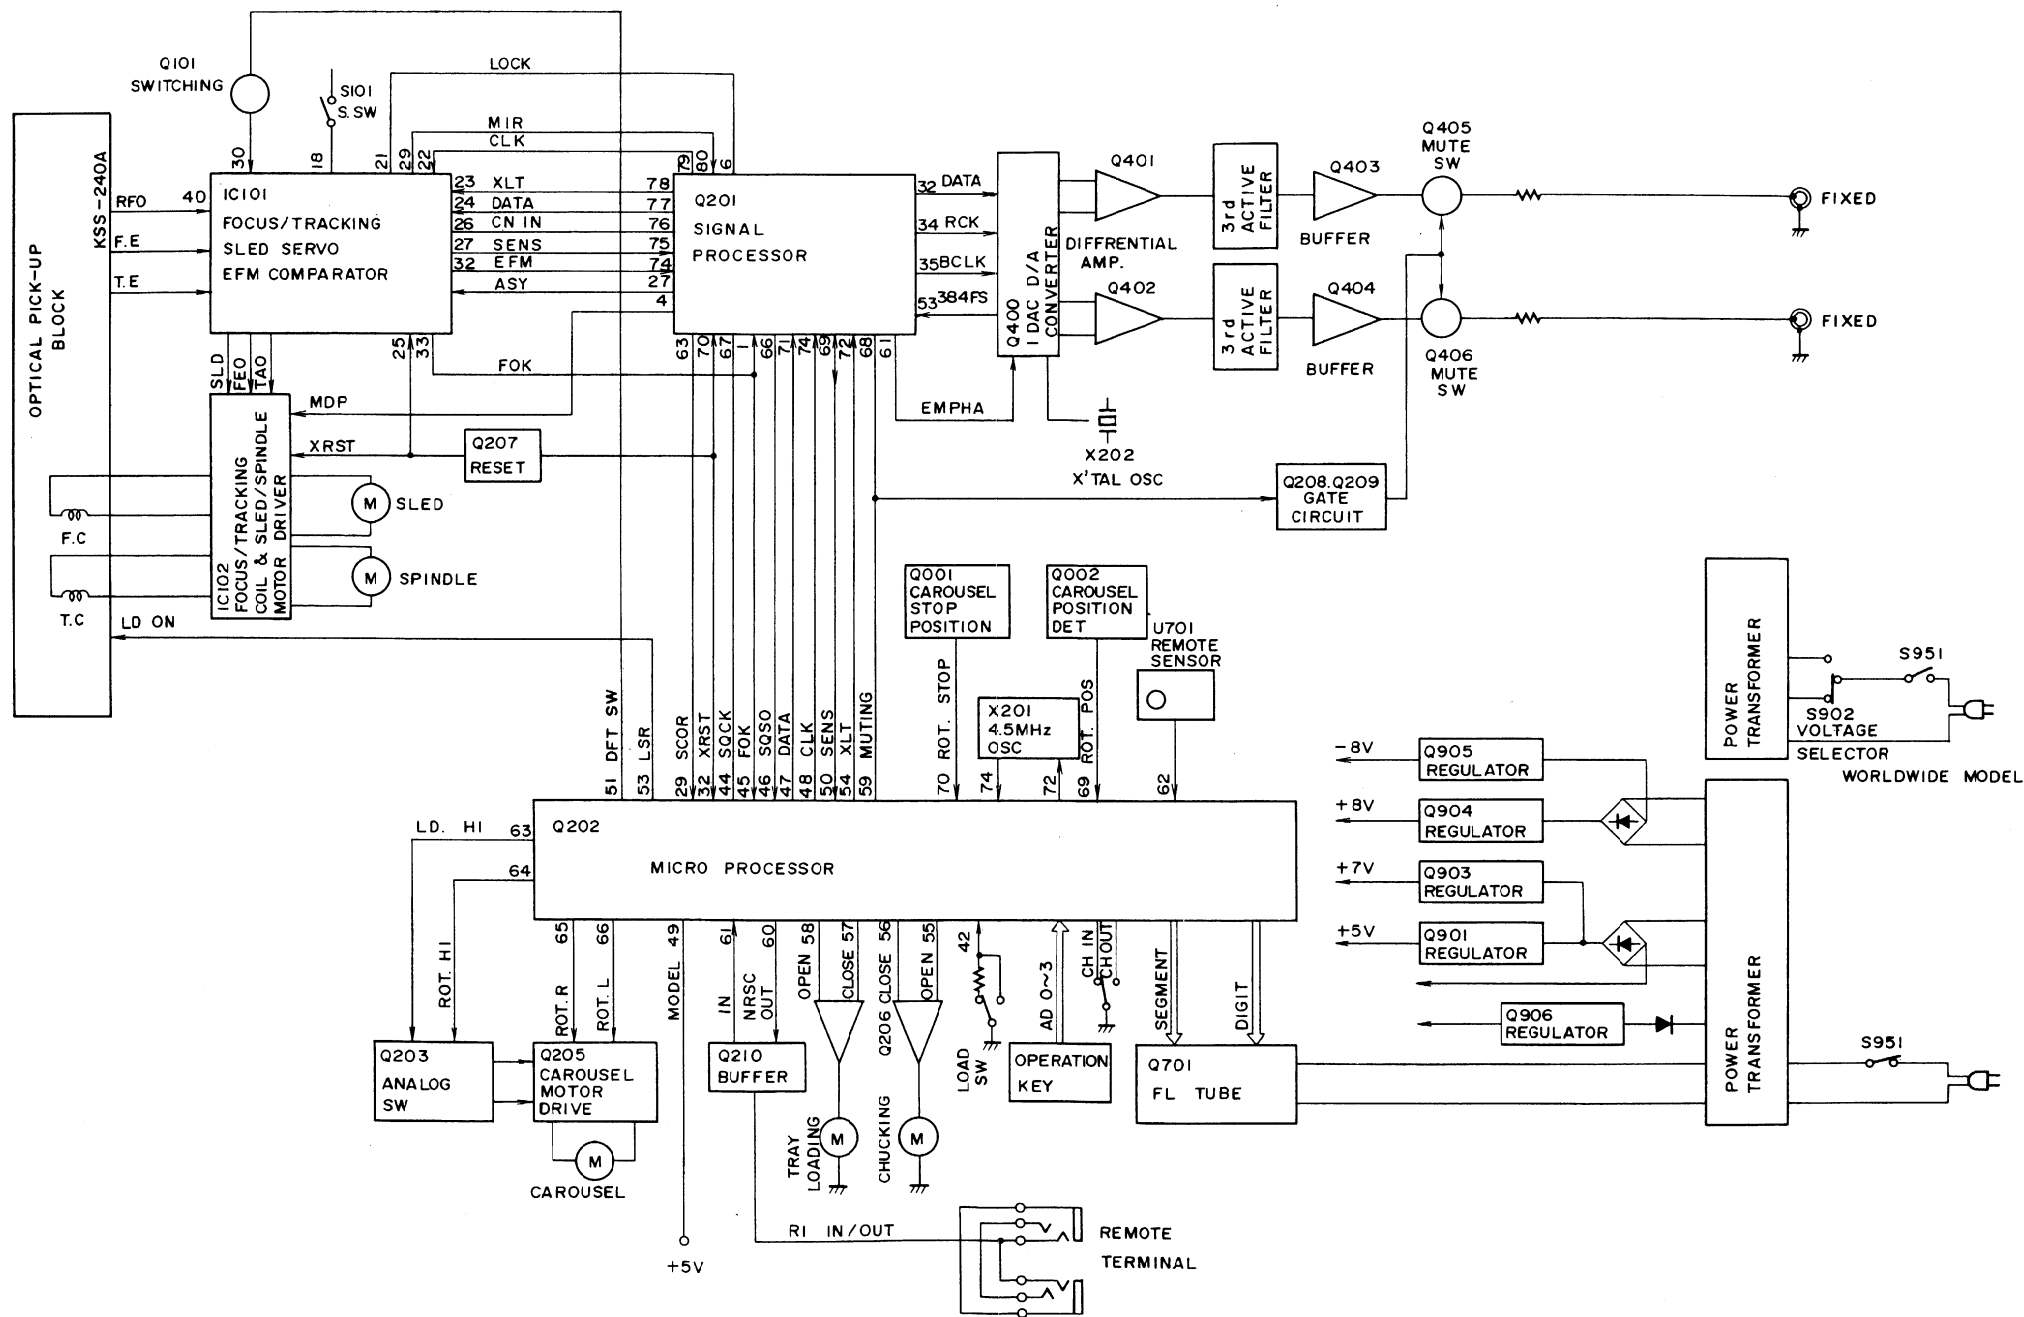 Q101
SWITCHING
S101
S.SW
LOCK
MIR
CLK
30
18
21
29
22
79
80
6
OPTICAL PICK-UP
BLOCK
KSS-240A
RFO
40
F.E
T.E
IC101
FOCUS/TRACKING
SLED SERVO
EFM COMPARATOR
23 XLT 78
24 DATA 77
26 CN IN 76
27 SENS 75
32 EFM 74
ASY 27
4
Q201
SIGNAL
PROCESSOR
32 DATA
34 RCK
35 BCLK
53 384FS
Q400
1 DAC D/A
CONVERTER
Q401
DIFFRENTIAL
AMP.
Q402
3rd
ACTIVE
FILTER
3rd
ACTIVE
FILTER
Q403
BUFFER
Q404
BUFFER
Q405
MUTE
SW
Q406
MUTE
SW
FIXED
FIXED
SLD
FEO
TAO
25
33
FOK
MDP
XRST
Q207
RESET
63
70
67
1
66
71
74
69
72
68
61
EMPHA
X202
X'TAL OSC
Q208.Q209
GATE
CIRCUIT
IC102
FOCUS/TRACKING
COIL & SLED/SPINDLE
MOTOR DRIVER
M SLED
M SPINDLE
F.C
T.C
LD ON
51 DFT SW
53 LSR
29 SCOR
32 XRST
44 SQCK
45 FOK
46 SQSO
47 DATA
48 CLK
50 SENS
54 XLT
59 MUTING
Q001
CAROUSEL
STOP
POSITION
Q002
CAROUSEL
POSITION
DET
U701
REMOTE
SENSOR
70 ROT. STOP
X201
4.5MHz
OSC
74
72
69 ROT. POS
62
POWER
TRANSFORMER
S951
S902
VOLTAGE
SELECTOR
WORLDWIDE MODEL
-8V
Q905
REGULATOR
+8V
Q904
REGULATOR
+7V
Q903
REGULATOR
+5V
Q901
REGULATOR
Q906
REGULATOR
POWER
TRANSFORMER
S951
Q202
MICRO PROCESSOR
LD. HI 63
64
ROT. HI
65
ROT. R
66
ROT. L
MODEL 49
61
IN
60
NRSC
OUT
OPEN 58
CLOSE 57
Q206 CLOSE 56
OPEN 55
42
LOAD
SW
AD 0~3
CH IN
CH OUT
SEGMENT
DIGIT
Q203
ANALOG
SW
Q205
CAROUSEL
MOTOR
DRIVE
M
CAROUSEL
Q210
BUFFER
M
TRAY
LOADING
M
CHUCKING
OPERATION
KEY
Q701
FL TUBE
+5V
RI IN/OUT
REMOTE
TERMINAL